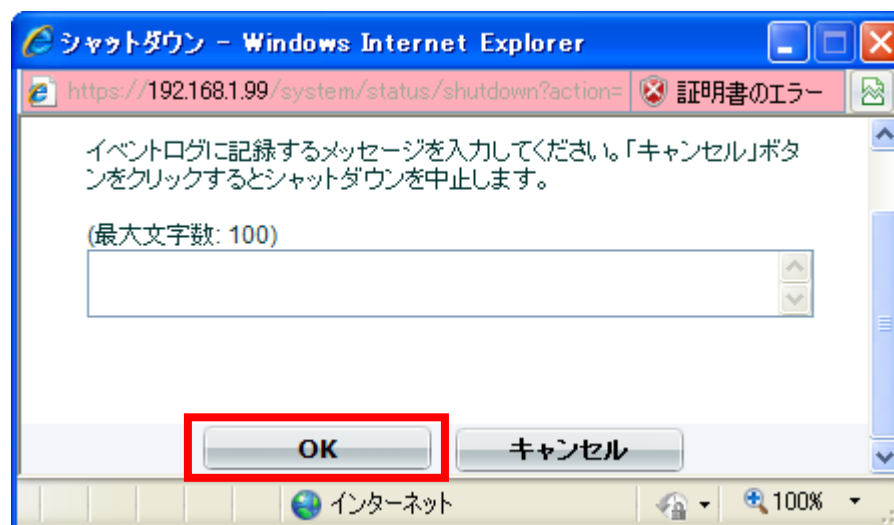 シャットダウン - Windows Internet Explorer
https://192.168.1.99/system/status/shutdown?action= 証明書のエラー
イベントログに記録するメッセージを入力してください。「キャンセル」ボタ
ンをクリックするとシャットダウンを中止します。
(最大文字数: 100)
OK キャンセル
インターネット 100%